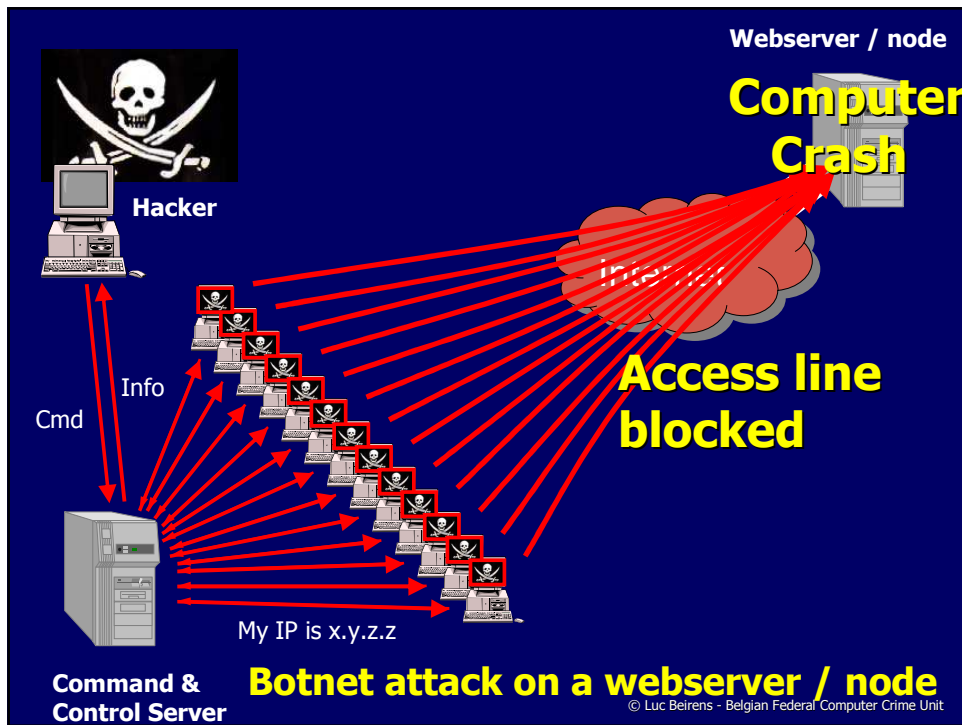 Webserver / node
Computer
Crash
Hacker
internet
Access line
blocked
Info
Cmd
My IP is x.y.z.z
Command &
Control Server
Botnet attack on a webserver / node
© Luc Beirens - Belgian Federal Computer Crime Unit